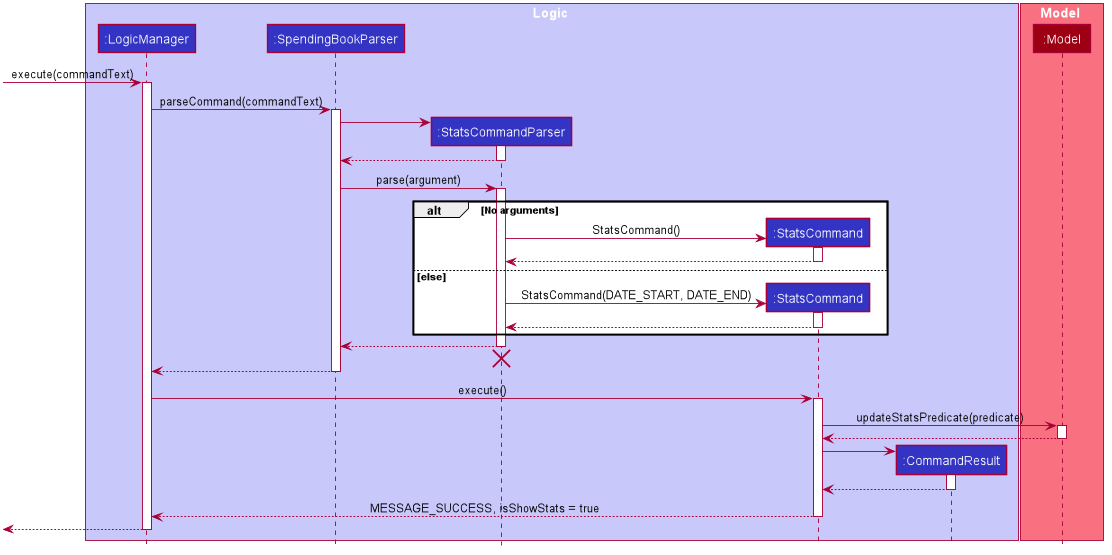 Logic
Model
:LogicManager
:SpendingBookParser
:Model
execute(commandText)
parseCommand(commandText)
:StatsCommandParser
parse(argument)
alt
[No arguments]
StatsCommand()
:StatsCommand
[else]
StatsCommand(DATE_START, DATE_END)
:StatsCommand
execute()
updateStatsPredicate(predicate)
:CommandResult
MESSAGE_SUCCESS, isShowStats = true